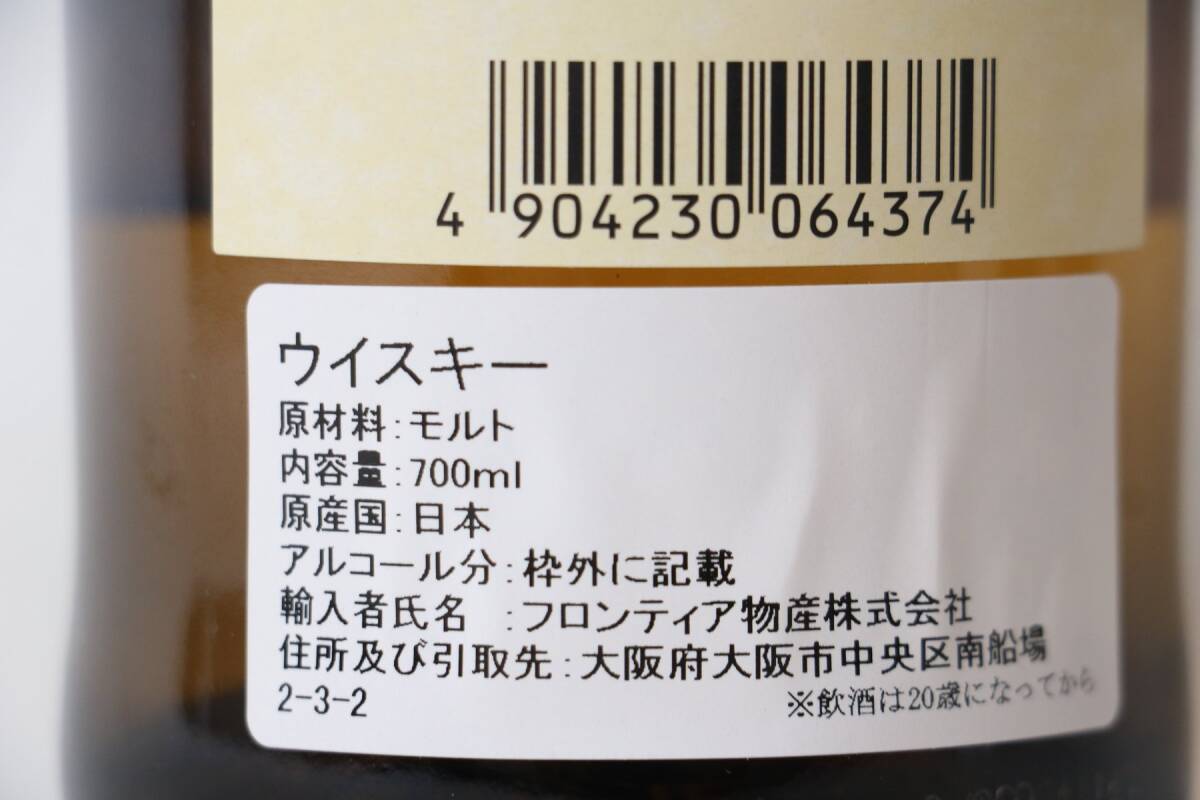 4 904230 064374
ウイスキー
原材料:モルト
内容量:700ml
原産国:日本
アルコール分:枠外に記載
輸入者氏名 :フロンティア物産株式会社
住所及び引取先:大阪府大阪市中央区南船場
2-3-2
※飲酒は20歳になってから